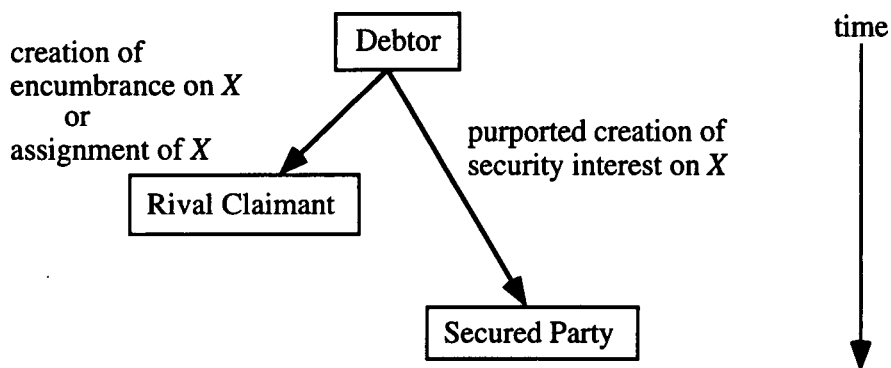 Debtor
time
creation of
encumbrance on X
or
assignment of X
purported creation of
security interest on X
Rival Claimant
Secured Party